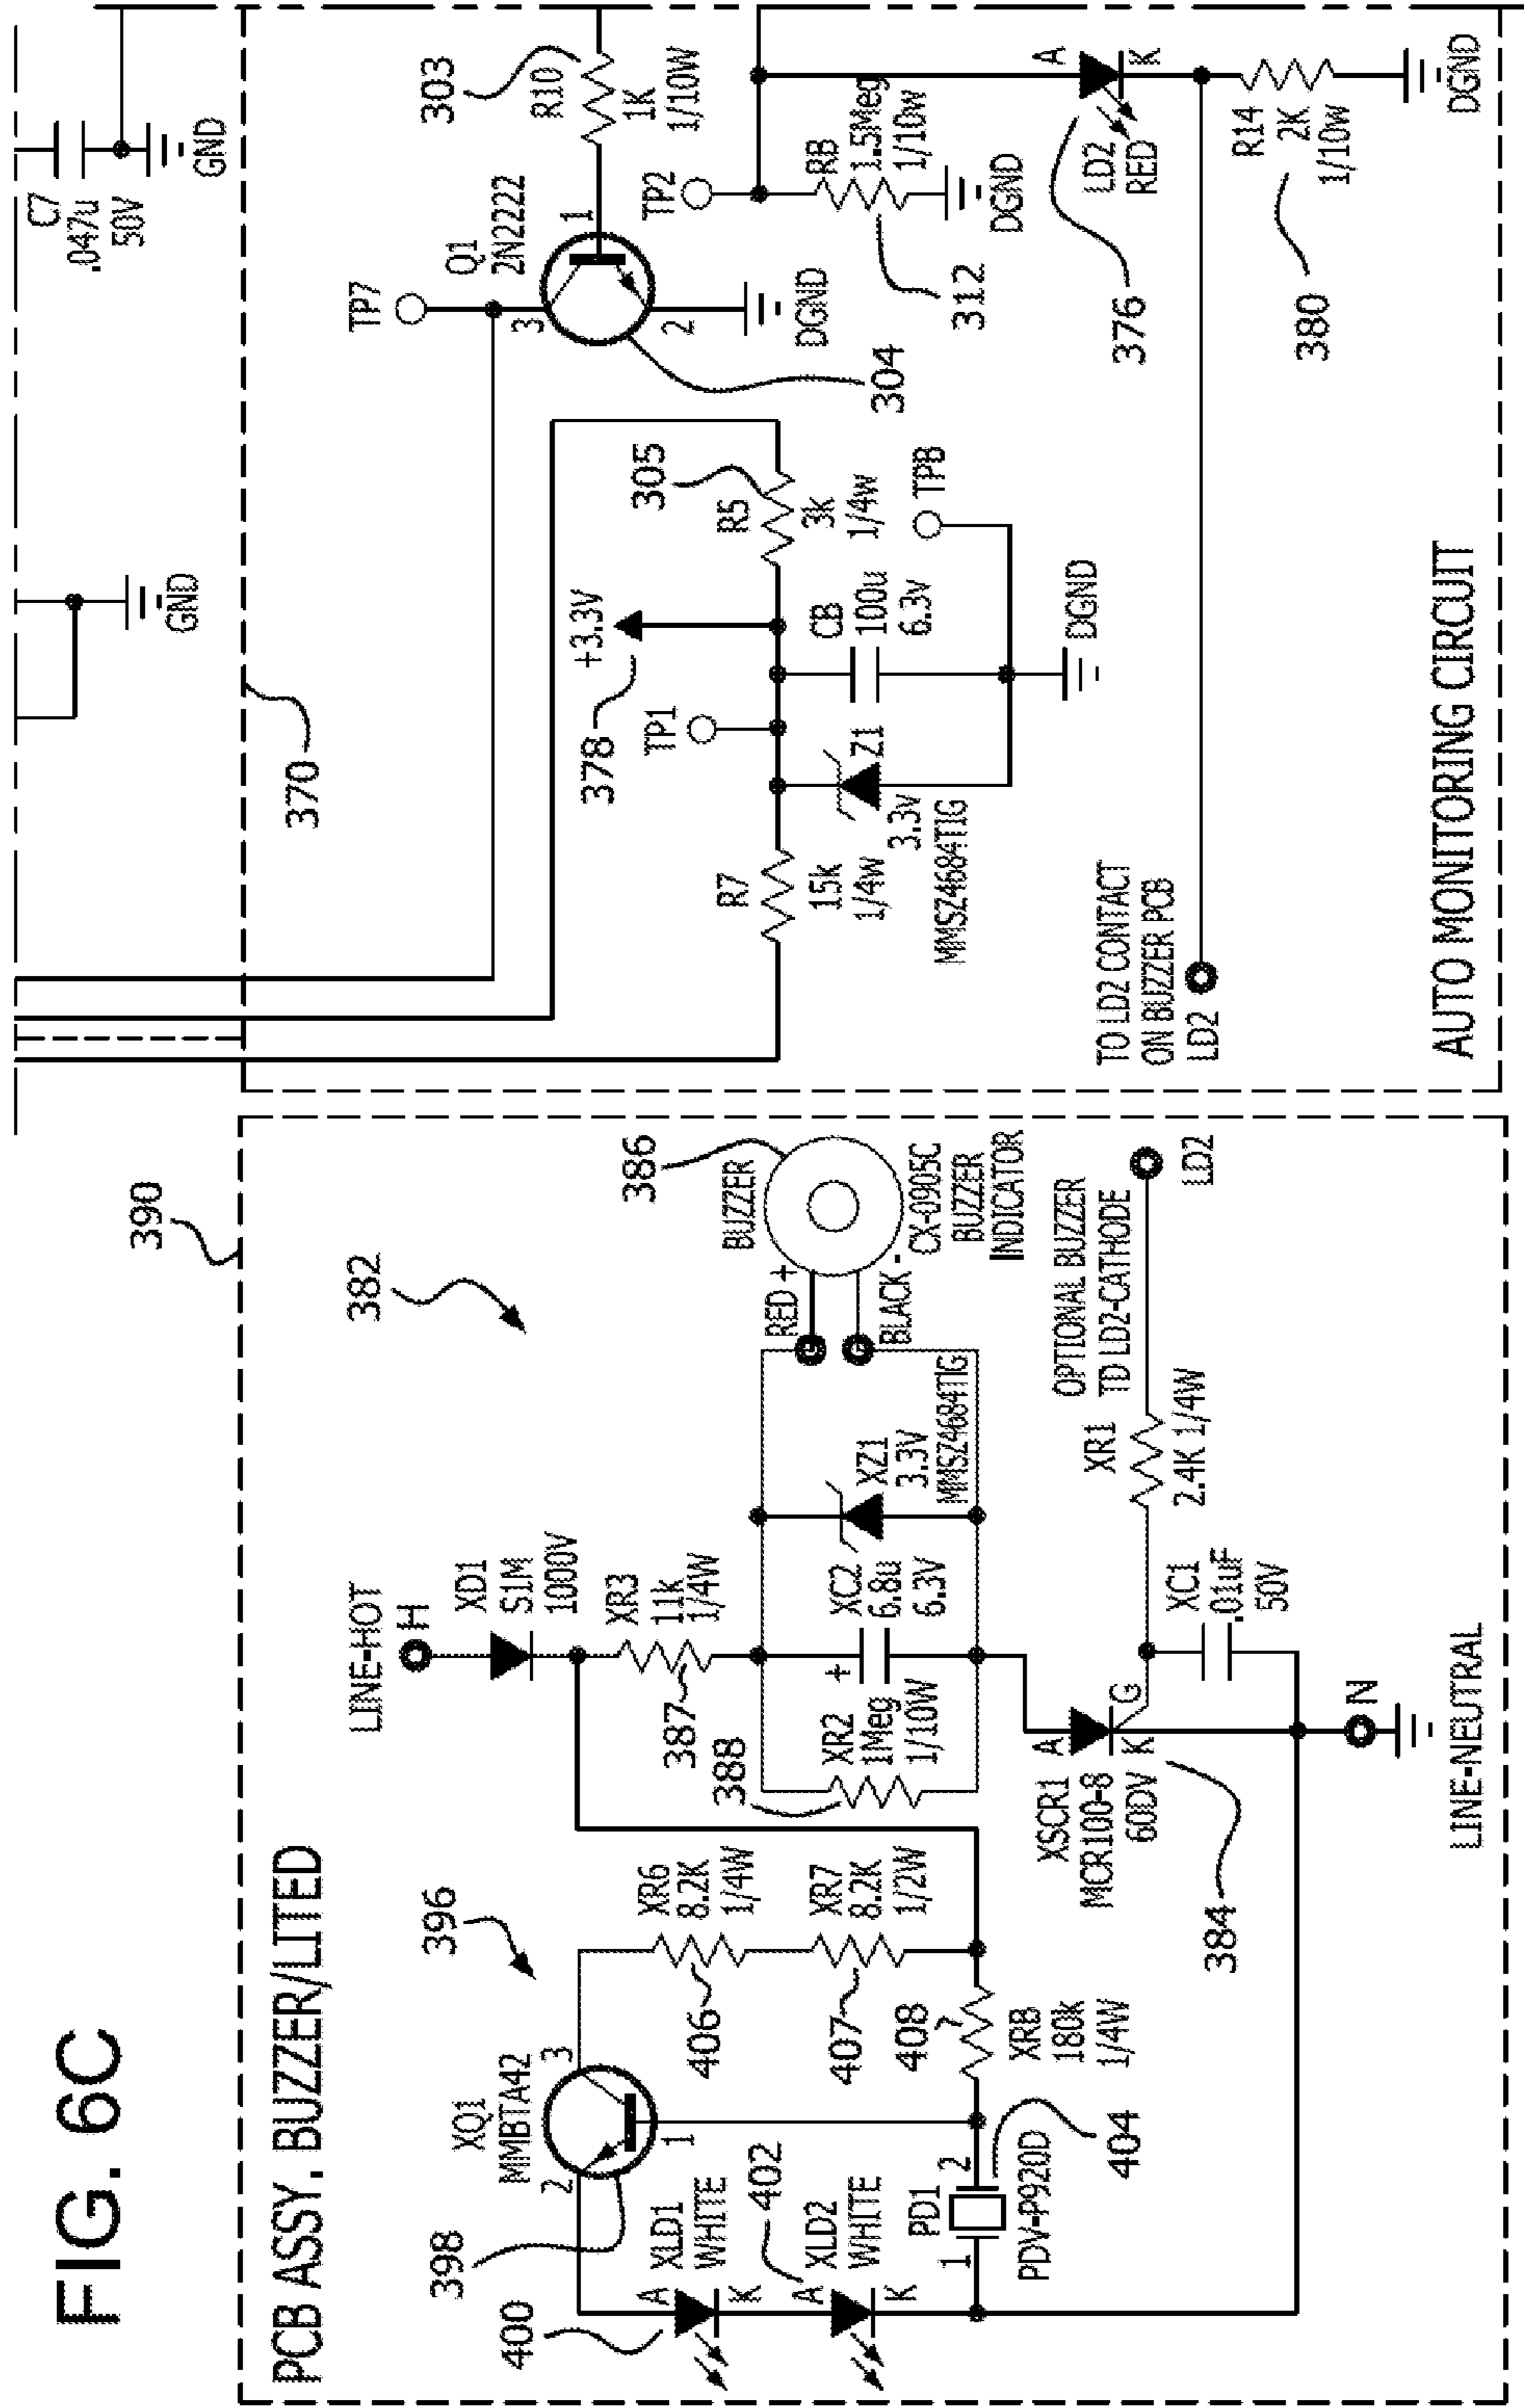 FIG. 6C
390
PCB ASSY. BUZZER/LITED
382
396
398
XQ1
MMBTA42
2
3
1
400
A
XLD1
WHITE
K
402
A
XLD2
WHITE
K
XR6
8.2K
1/4W
406
XR7
8.2K
1/2W
407
408
XRB
180k
1/4W
PD1
1
2
PDV-P920D
404
LINE-HOT
H
XD1
S1M
1000V
XR3
11k
1/4W
387
388
XR2
1Meg
1/10W
+
XC2
6.8u
6.3V
XZ1
3.3V
MMSZ4684TIG
BUZZER
386
RED +
BLACK -
CX-0905C
BUZZER
INDICATOR
XSCR1
MCR100-8
60DV
A
K
G
384
XR1
2.4K 1/4W
OPTIONAL BUZZER
TD LD2-CATHODE
LD2
XC1
.01uF
50V
N
LINE-NEUTRAL
C7
.047u
50V
GND
GND
370
TP7
Q1
2N2222
3
1
2
DGND
304
303
R10
1K
1/10W
TP2
RB
1.5Meg
1/10w
DGND
312
A
K
LD2
RED
376
R14
2K
1/10w
DGND
380
305
R5
3k
1/4w
TPB
+3.3V
378
TP1
CB
100u
6.3v
DGND
Z1
3.3v
MMSZ4684TIG
R7
15k
1/4w
TO LD2 CONTACT
ON BUZZER PCB
LD2
AUTO MONITORING CIRCUIT